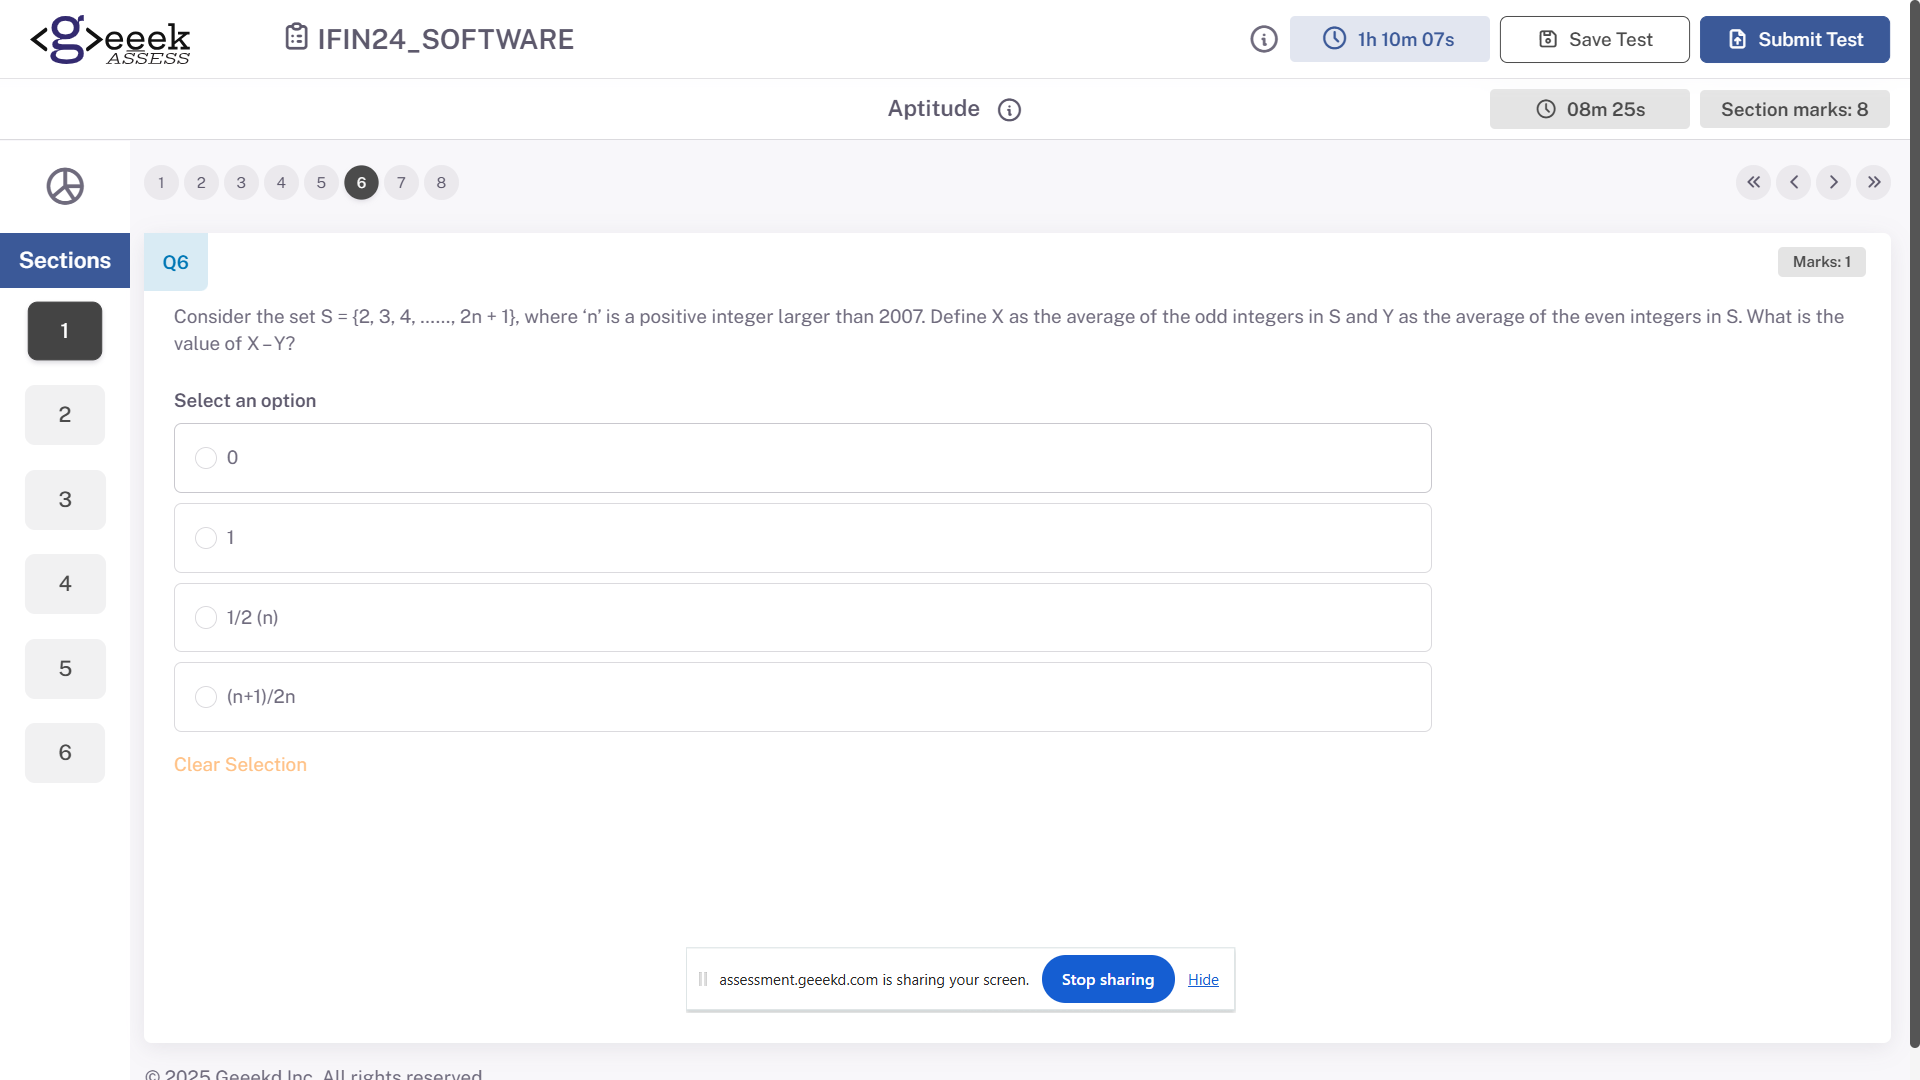 <g>eeek
ASSESS
IFIN24_SOFTWARE
1h 10m 07s
Save Test
Submit Test
Aptitude
08m 25s
Section marks: 8
1 2 3 4 5 6 7 8
Sections
1
2
3
4
5
6
Q6
Marks: 1
Consider the set S = {2, 3, 4, ......, 2n + 1}, where ‘n’ is a positive integer larger than 2007. Define X as the average of the odd integers in S and Y as the average of the even integers in S. What is the
value of X – Y?
Select an option
0
1
1/2 (n)
(n+1)/2n
Clear Selection
assessment.geeekd.com is sharing your screen.
Stop sharing
Hide
© 2025 Geeekd Inc. All rights reserved